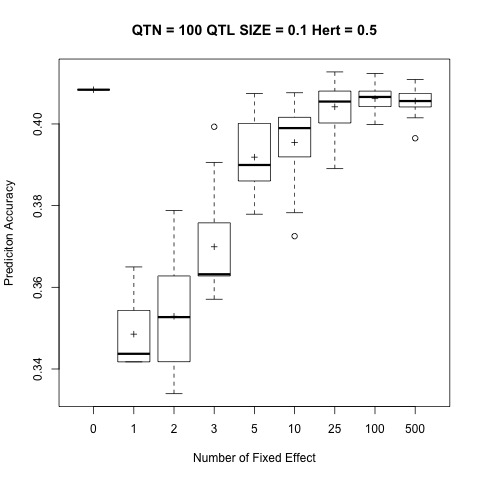 QTN = 100 QTL SIZE = 0.1 Hert = 0.5
Prediciton Accuracy
0.40
0.38
0.36
0.34
0 1 2 3 5 10 25 100 500
Number of Fixed Effect